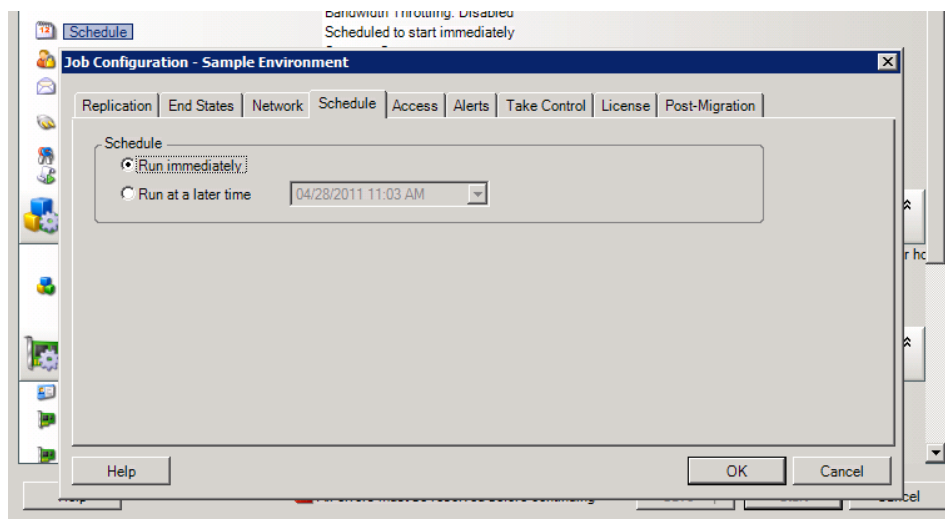 Bandwidth Throttling: Disabled
Schedule
Scheduled to start immediately
Job Configuration - Sample Environment
Replication End States Network Schedule Access Alerts Take Control License Post-Migration
Schedule
Run immediately
Run at a later time 04/28/2011 11:03 AM
r ho
Help OK Cancel